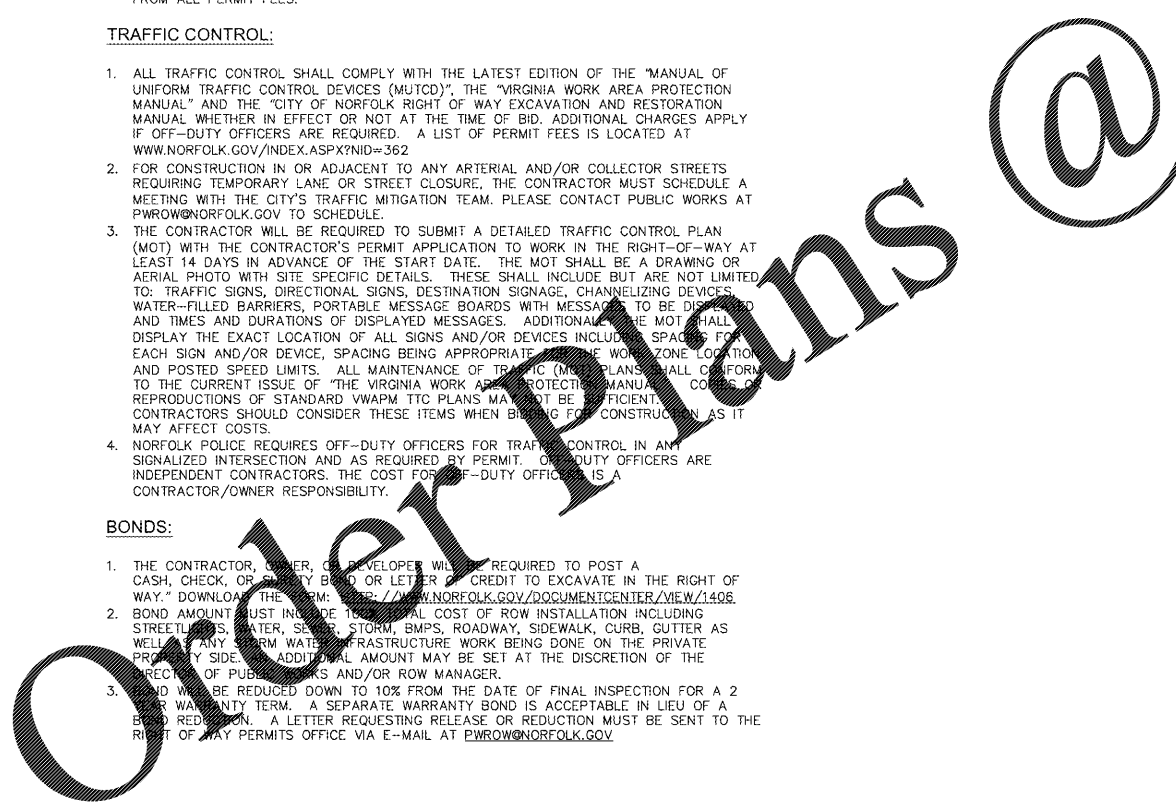 FROM ALL PERMIT FEES.
TRAFFIC CONTROL:
1. ALL TRAFFIC CONTROL SHALL COMPLY WITH THE LATEST EDITION OF THE "MANUAL OF
UNIFORM TRAFFIC CONTROL DEVICES (MUTCD)", THE "VIRGINIA WORK AREA PROTECTION
MANUAL" AND THE "CITY OF NORFOLK RIGHT OF WAY EXCAVATION AND RESTORATION
MANUAL WHETHER IN EFFECT OR NOT AT THE TIME OF BID. ADDITIONAL CHARGES APPLY
IF OFF-DUTY OFFICERS ARE REQUIRED. A LIST OF PERMIT FEES IS LOCATED AT
WWW.NORFOLK.GOV/INDEX.ASPX?NID=362
2. FOR CONSTRUCTION IN OR ADJACENT TO ANY ARTERIAL AND/OR COLLECTOR STREETS
REQUIRING TEMPORARY LANE OR STREET CLOSURE, THE CONTRACTOR MUST SCHEDULE A
MEETING WITH THE CITY'S TRAFFIC MITIGATION TEAM. PLEASE CONTACT PUBLIC WORKS AT
PWROW@NORFOLK.GOV TO SCHEDULE.
3. THE CONTRACTOR WILL BE REQUIRED TO SUBMIT A DETAILED TRAFFIC CONTROL PLAN
(MOT) WITH THE CONTRACTOR'S PERMIT APPLICATION TO WORK IN THE RIGHT-OF-WAY AT
LEAST 14 DAYS IN ADVANCE OF THE START DATE. THE MOT SHALL BE A DRAWING OR
AERIAL PHOTO WITH SITE SPECIFIC DETAILS. THESE SHALL INCLUDE BUT ARE NOT LIMITED
TO: TRAFFIC SIGNS, DIRECTIONAL SIGNS, DESTINATION SIGNAGE, CHANNELIZING DEVICES,
WATER-FILLED BARRIERS, PORTABLE MESSAGE BOARDS WITH MESSAGES TO BE DISPLAYED
AND TIMES AND DURATIONS OF DISPLAYED MESSAGES. ADDITIONALLY THE MOT SHALL
DISPLAY THE EXACT LOCATION OF ALL SIGNS AND/OR DEVICES INCLUDING SPACING FOR
EACH SIGN AND/OR DEVICE, SPACING BEING APPROPRIATE FOR THE WORK ZONE LOCATION
AND POSTED SPEED LIMITS. ALL MAINTENANCE OF TRAFFIC (MOT) PLANS SHALL CONFORM
TO THE CURRENT ISSUE OF "THE VIRGINIA WORK AREA PROTECTION MANUAL". COPIES OR
REPRODUCTIONS OF STANDARD VWAPM TTC PLANS MAY NOT BE SUFFICIENT.
CONTRACTORS SHOULD CONSIDER THESE ITEMS WHEN BIDDING FOR CONSTRUCTION AS IT
MAY AFFECT COSTS.
4. NORFOLK POLICE REQUIRES OFF-DUTY OFFICERS FOR TRAFFIC CONTROL IN ANY
SIGNALIZED INTERSECTION AND AS REQUIRED BY PERMIT. OFF-DUTY OFFICERS ARE
INDEPENDENT CONTRACTORS. THE COST FOR OFF-DUTY OFFICERS IS A
CONTRACTOR/OWNER RESPONSIBILITY.
BONDS:
1. THE CONTRACTOR, OWNER, OR DEVELOPER WILL BE REQUIRED TO POST A
CASH, CHECK, OR SURETY BOND OR LETTER OF CREDIT TO EXCAVATE IN THE RIGHT OF
WAY." DOWNLOAD THE FORM: HTTP://WWW.NORFOLK.GOV/DOCUMENTCENTER/VIEW/1406
2. BOND AMOUNT MUST INCLUDE 100% TOTAL COST OF ROW INSTALLATION INCLUDING
STREETLIGHTS, WATER, SEWER, STORM, BMPS, ROADWAY, SIDEWALK, CURB, GUTTER AS
WELL AS ANY STORM WATER INFRASTRUCTURE WORK BEING DONE ON THE PRIVATE
PROPERTY SIDE. AN ADDITIONAL AMOUNT MAY BE SET AT THE DISCRETION OF THE
DIRECTOR OF PUBLIC WORKS AND/OR ROW MANAGER.
3. BOND WILL BE REDUCED DOWN TO 10% FROM THE DATE OF FINAL INSPECTION FOR A 2
YEAR WARRANTY TERM. A SEPARATE WARRANTY BOND IS ACCEPTABLE IN LIEU OF A
BOND REDUCTION. A LETTER REQUESTING RELEASE OR REDUCTION MUST BE SENT TO THE
RIGHT OF WAY PERMITS OFFICE VIA E-MAIL AT PWROW@NORFOLK.GOV
Order Plans @